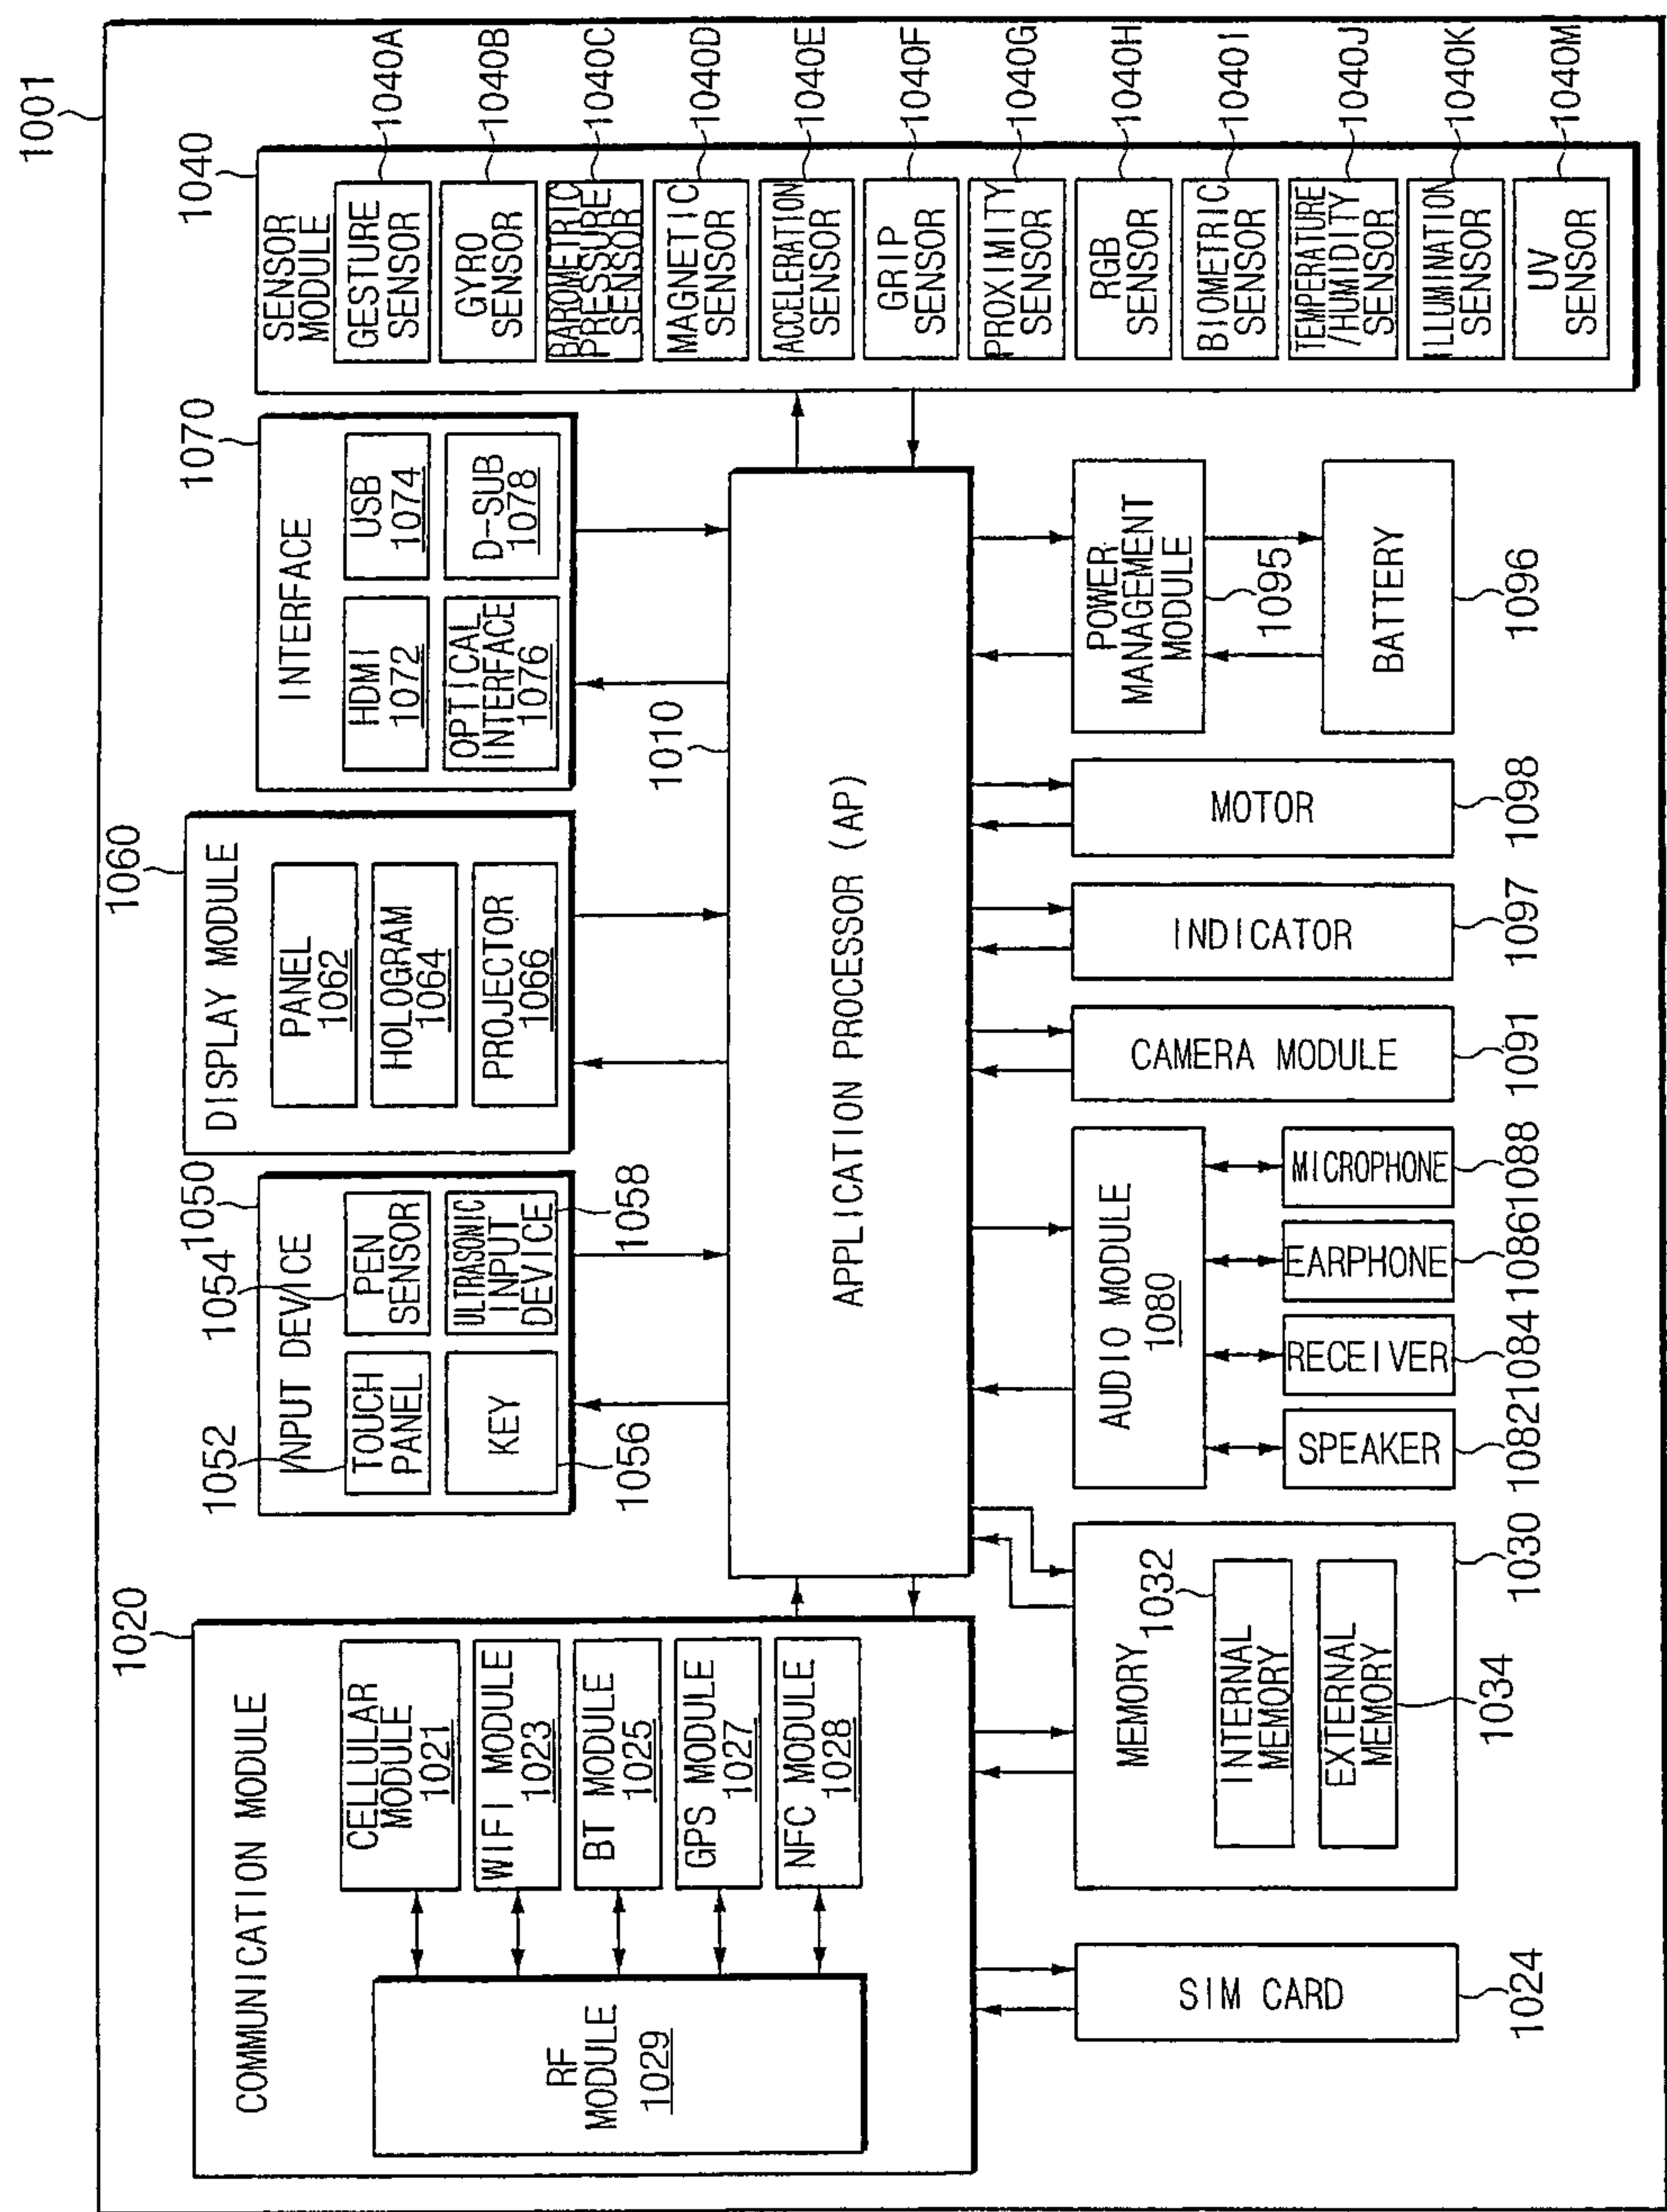 1001
COMMUNICATION MODULE
1020
RF
MODULE
1029
CELLULAR
MODULE
1021
WIFI MODULE
1023
BT MODULE
1025
GPS MODULE
1027
NFC MODULE
1028
INPUT DEVICE
1050
1052
TOUCH
PANEL
1054
PEN
SENSOR
KEY
1056
ULTRASONIC
INPUT
DEVICE
1058
DISPLAY MODULE
1060
PANEL
1062
HOLOGRAM
1064
PROJECTOR
1066
INTERFACE
1070
HDMI
1072
USB
1074
OPTICAL
INTERFACE
1076
D-SUB
1078
SENSOR
MODULE
1040
GESTURE
SENSOR
1040A
GYRO
SENSOR
1040B
BAROMETRIC
PRESSURE
SENSOR
1040C
MAGNETIC
SENSOR
1040D
ACCELERATION
SENSOR
1040E
GRIP
SENSOR
1040F
PROXIMITY
SENSOR
1040G
RGB
SENSOR
1040H
BIOMETRIC
SENSOR
1040I
TEMPERATURE
/HUMIDITY
SENSOR
1040J
ILLUMINATION
SENSOR
1040K
UV
SENSOR
1040M
1010
APPLICATION PROCESSOR (AP)
SIM CARD
1024
MEMORY
1032
INTERNAL
MEMORY
EXTERNAL
MEMORY
1034
1030
AUDIO MODULE
1080
SPEAKER
1082
RECEIVER
1084
EARPHONE
1086
MICROPHONE
1088
CAMERA MODULE
1091
INDICATOR
1097
MOTOR
1098
POWER
MANAGEMENT
MODULE
1095
BATTERY
1096